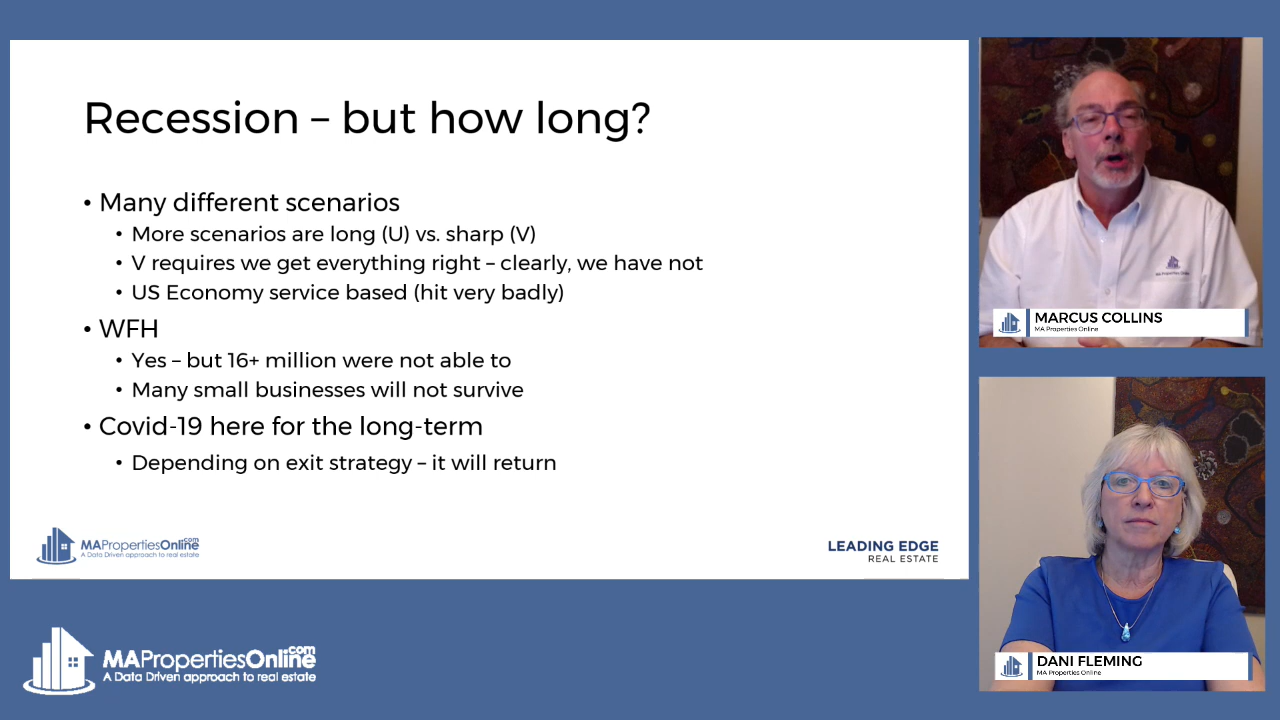 Recession – but how long?
• Many different scenarios
• More scenarios are long (U) vs. sharp (V)
• V requires we get everything right – clearly, we have not
• US Economy service based (hit very badly)
• WFH
• Yes – but 16+ million were not able to
• Many small businesses will not survive
• Covid-19 here for the long-term
• Depending on exit strategy – it will return
MAPropertiesOnline.com
A Data Driven approach to real estate
LEADING EDGE
REAL ESTATE
MAPropertiesOnline.com
A Data Driven approach to real estate
MA Properties Online
MARCUS COLLINS
MA Properties Online
DANI FLEMING
MA Properties Online